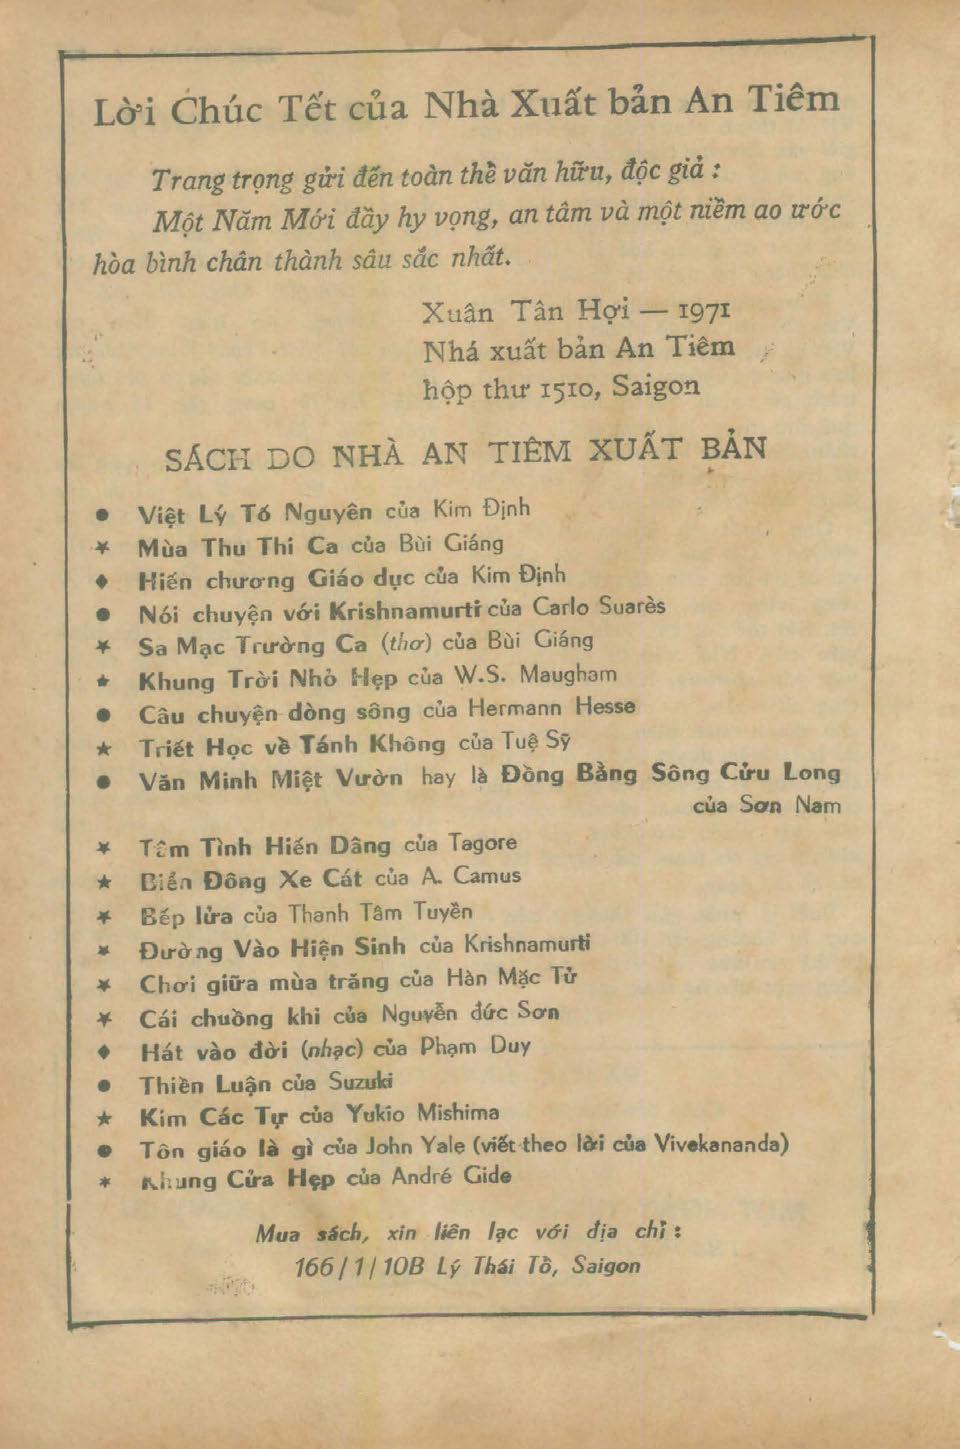 Lời Chúc Tết của Nhà Xuất bản An Tiêm
Trang trọng gửi đến toàn thể văn hữu, độc giả :
Một Năm Mới đầy hy vọng, an tâm và một niềm ao ước
hòa bình chân thành sâu sắc nhất.
Xuân Tân Hợi — 1971
Nhá xuất bản An Tiêm
hộp thư 1510, Saigon
SÁCH DO NHÀ AN TIÊM XUẤT BẢN
● Việt Lý Tố Nguyên của Kim Định
★ Mùa Thu Thi Ca của Bùi Giáng
♦ Hiến chương Giáo dục của Kim Định
● Nói chuyện với Krishnamurti của Carlo Suarès
★ Sa Mạc Trường Ca (thơ) của Bùi Giáng
★ Khung Trời Nhỏ Hẹp của W.S. Maugham
● Câu chuyện dòng sông của Hermann Hesse
★ Triết Học về Tánh Không của Tuệ Sỹ
● Văn Minh Miệt Vườn hay là Đồng Bằng Sông Cửu Long
của Sơn Nam
★ Tâm Tình Hiến Dâng của Tagore
★ Biển Đông Xe Cát của A. Camus
★ Bếp lửa của Thanh Tâm Tuyền
★ Đường Vào Hiện Sinh của Krishnamurti
★ Chơi giữa mùa trăng của Hàn Mặc Tử
★ Cái chuồng khỉ của Nguyễn đức Sơn
♦ Hát vào đời (nhạc) của Phạm Duy
● Thiền Luận của Suzuki
★ Kim Các Tự của Yukio Mishima
● Tôn giáo là gì của John Yale (viết theo lời của Vivekananda)
★ Khung Cửa Hẹp của André Gide
Mua sách, xin liên lạc với địa chỉ :
166/1/10B Lý Thái Tổ, Saigon